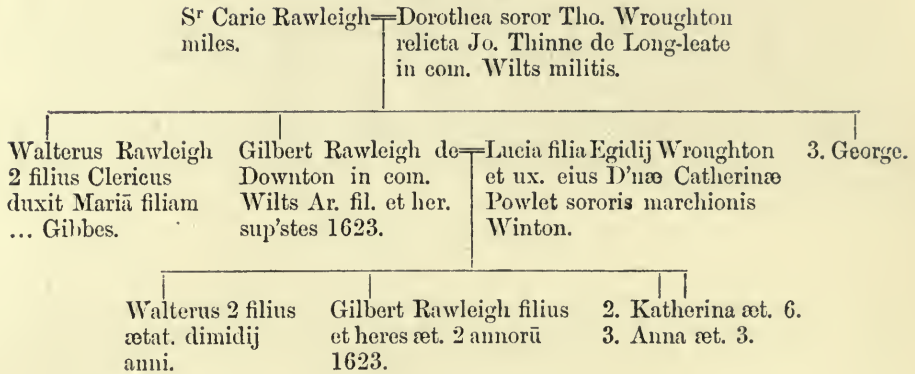 Sʳ Carie Rawleigh
miles.
Dorothea soror Tho. Wroughton
relicta Jo. Thinne de Long-leate
in com. Wilts militis.
Walterus Rawleigh
2 filius Clericus
duxit Mariā filiam
... Gibbes.
Gilbert Rawleigh de
Downton in com.
Wilts Ar. fil. et her.
sup'stes 1623.
Lucia filia Egidij Wroughton
et ux. eius D'næ Catherinæ
Powlet sororis marchionis
Winton.
3. George.
Walterus 2 filius
ætat. dimidij
anni.
Gilbert Rawleigh filius
et heres æt. 2 annorū
1623.
2. Katherina æt. 6.
3. Anna æt. 3.